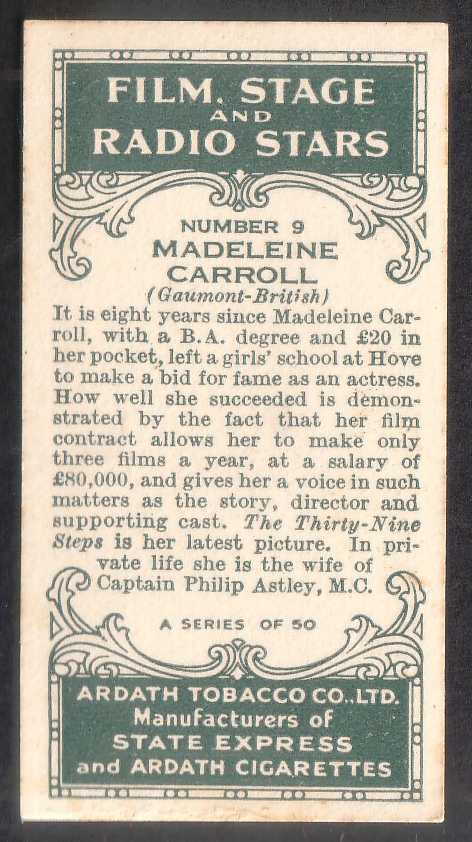 FILM, STAGE
AND
RADIO STARS
NUMBER 9
MADELEINE
CARROLL
(Gaumont-British)
It is eight years since Madeleine Car-
roll, with a B.A. degree and £20 in
her pocket, left a girls' school at Hove
to make a bid for fame as an actress.
How well she succeeded is demon-
strated by the fact that her film
contract allows her to make only
three films a year, at a salary of
£80,000, and gives her a voice in such
matters as the story, director and
supporting cast. The Thirty-Nine
Steps is her latest picture. In pri-
vate life she is the wife of
Captain Philip Astley, M.C.
A SERIES OF 50
ARDATH TOBACCO CO., LTD.
Manufacturers of
STATE EXPRESS
and ARDATH CIGARETTES